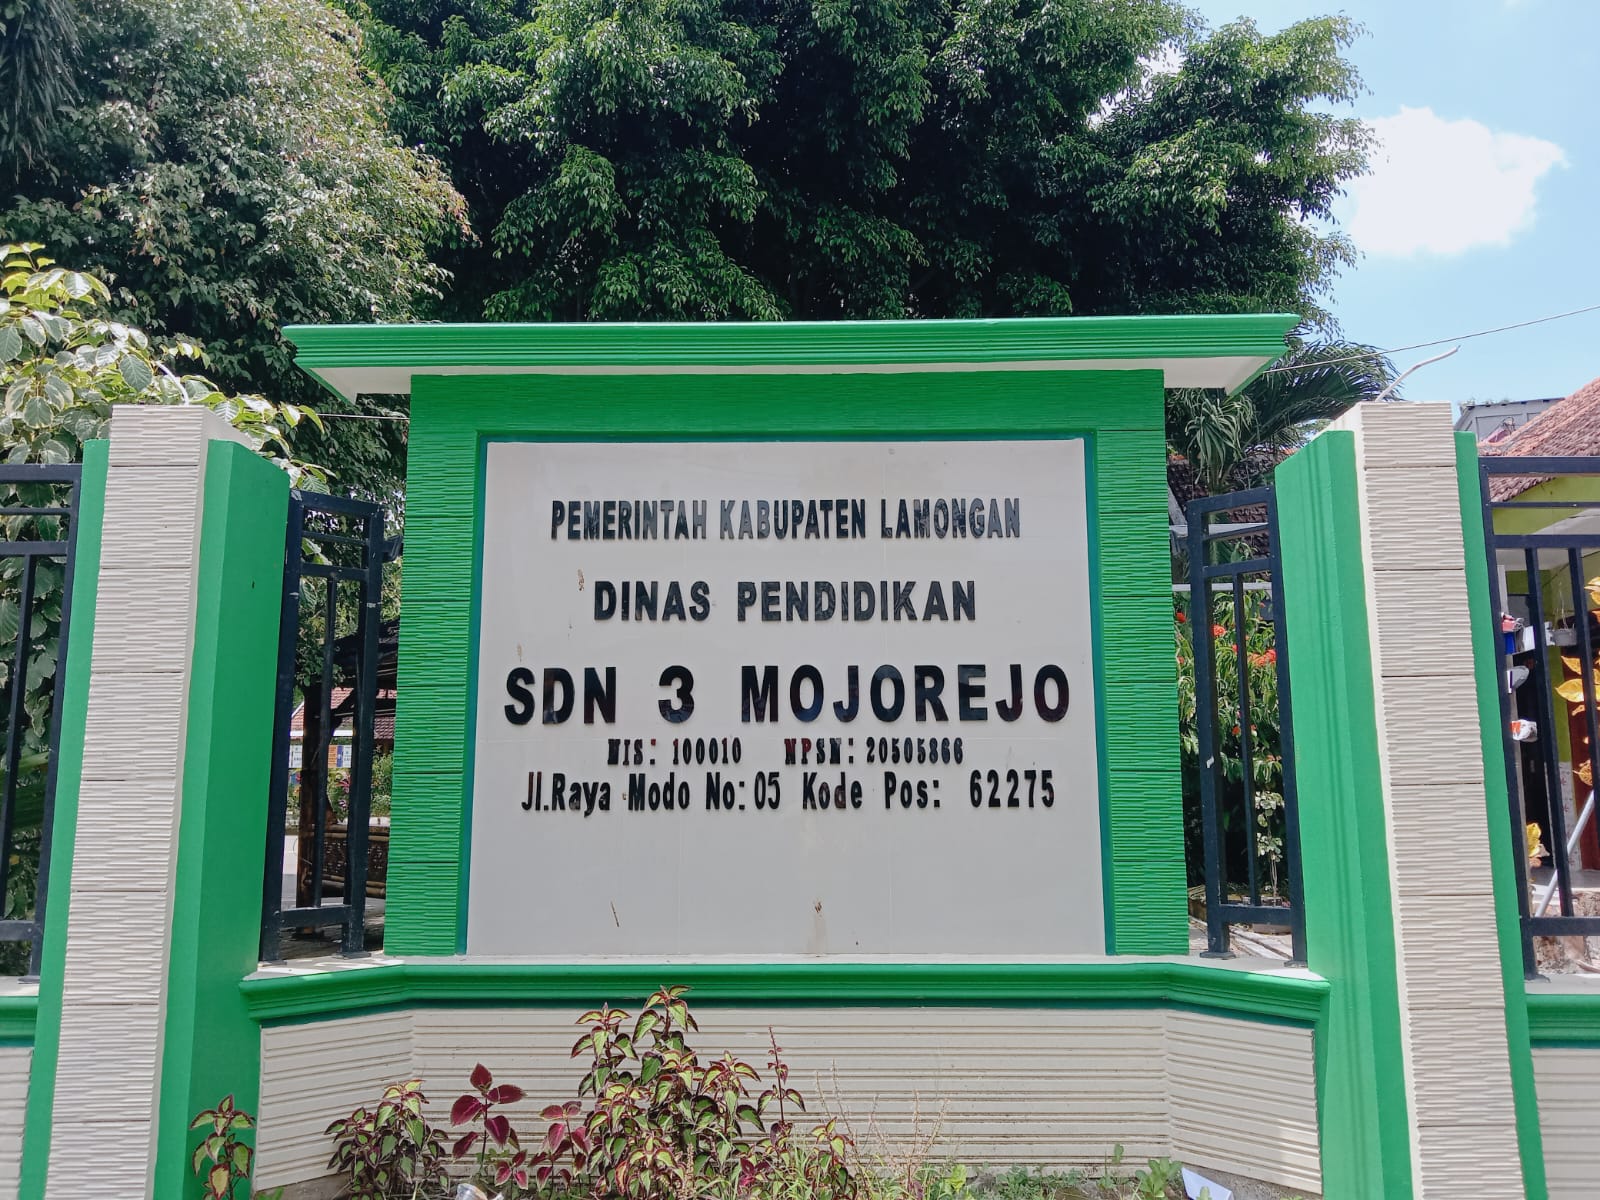 PEMERINTAH KABUPATEN LAMONGAN
DINAS PENDIDIKAN
SDN 3 MOJOREJO
NIS: 100010 NPSN: 20505866
Jl.Raya Modo No:05 Kode Pos: 62275